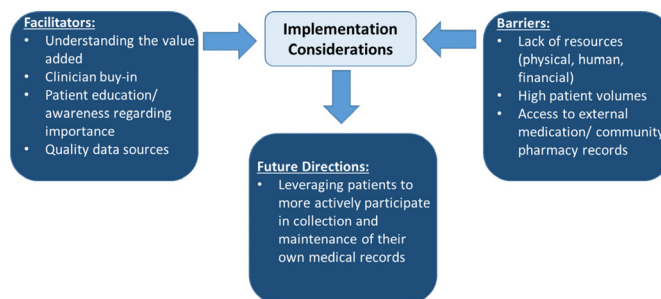 Facilitators:
• Understanding the value
added
• Clinician buy-in
• Patient education/
awareness regarding
importance
• Quality data sources
Implementation
Considerations
Barriers:
• Lack of resources
(physical, human,
financial)
• High patient volumes
• Access to external
medication/ community
pharmacy records
Future Directions:
• Leveraging patients to
more actively participate
in collection and
maintenance of their
own medical records